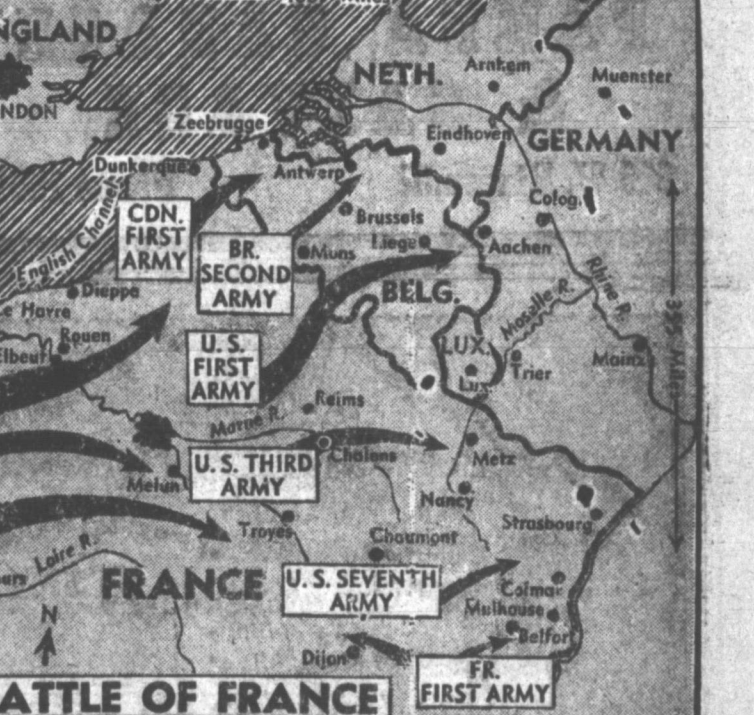 NGLAND
NDON
NETH.
Arnhem
Muenster
Zeebrugge
Eindhoven
GERMANY
Dunkerque
Antwerp
Brussels
Liege
Aachen
English Channel
CDN.
FIRST
ARMY
BR.
SECOND
ARMY
Muns
BELG.
Rhine R.
Moselle R.
Dieppe
e Havre
Rouen
Elbeuf
U. S.
FIRST
ARMY
LUX.
Lux.
Trier
Mainz
Reims
Marne R.
Chalons
U. S. THIRD
ARMY
Melun
Metz
Nancy
Troyes
Chaumont
Strasbourg
Loire R.
ours
FRANCE
U. S. SEVENTH
ARMY
Colmar
Mulhouse
Belfort
N
Dijon
FR.
FIRST ARMY
ATTLE OF FRANCE